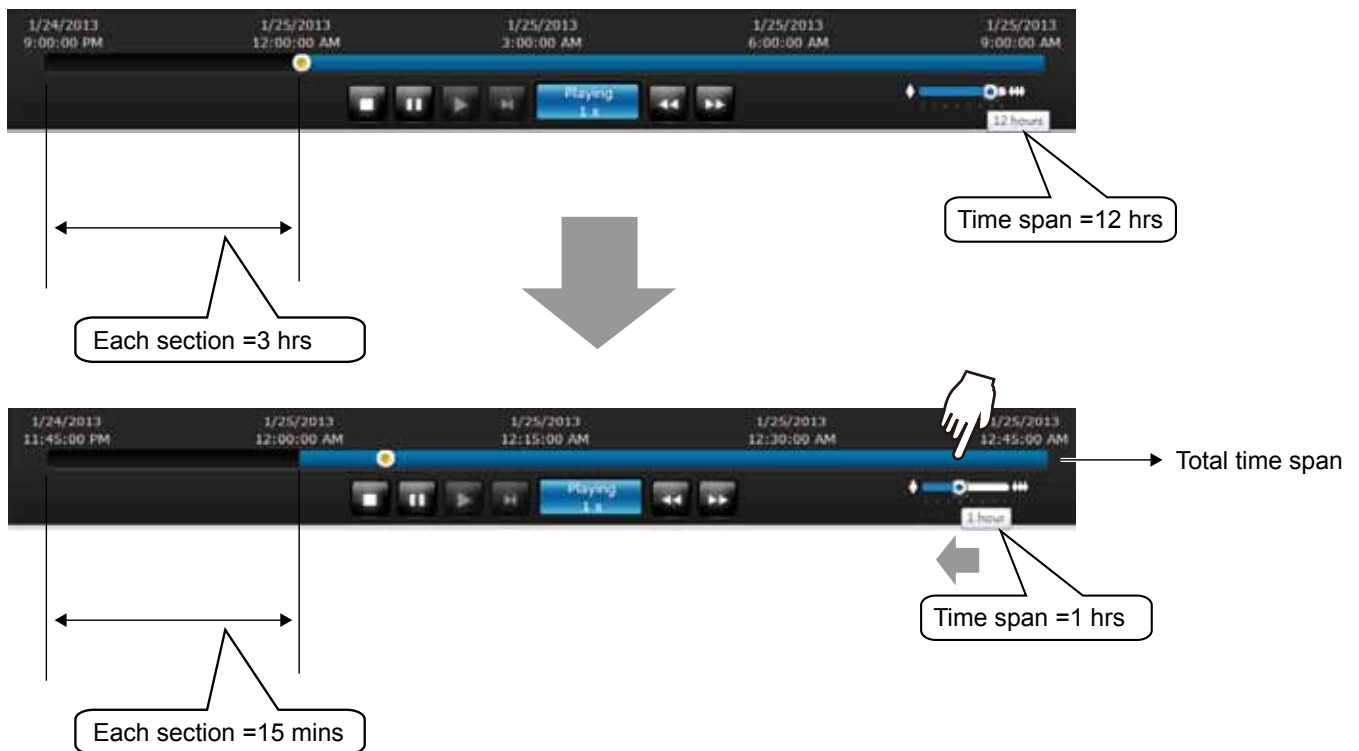 1/24/2013 1/25/2013 1/25/2013 1/25/2013 1/25/2013
9:00:00 PM 12:00:00 AM 3:00:00 AM 6:00:00 AM 9:00:00 AM
Playing
1 x
12 hours
Time span =12 hrs
Each section =3 hrs
1/24/2013 1/25/2013 1/25/2013 1/25/2013 1/25/2013
11:45:00 PM 12:00:00 AM 12:15:00 AM 12:30:00 AM 12:45:00 AM
Total time span
Playing
1 x
1 hour
Time span =1 hrs
Each section =15 mins